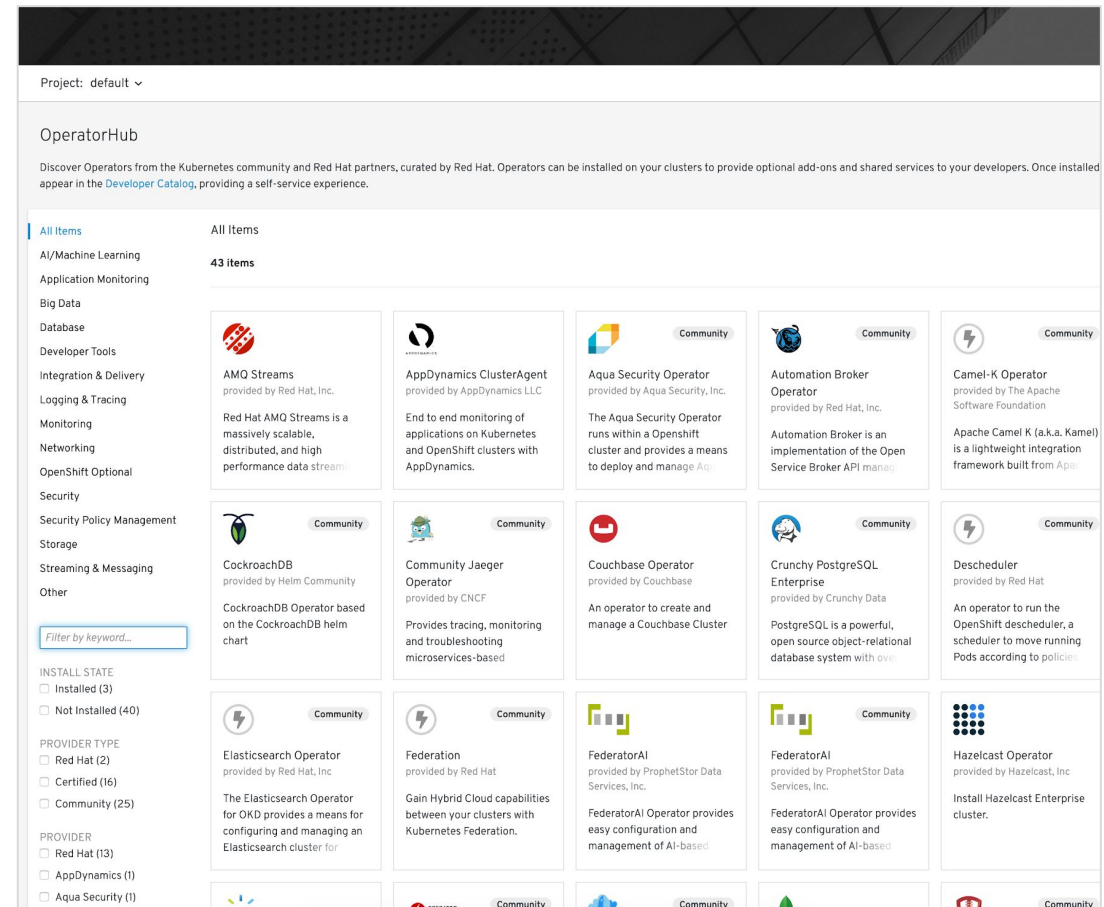 Project: default
OperatorHub
Discover Operators from the Kubernetes community and Red Hat partners, curated by Red Hat. Operators can be installed on your clusters to provide optional add-ons and shared services to your developers. Once installed
appear in the Developer Catalog, providing a self-service experience.
All Items
AI/Machine Learning
Application Monitoring
Big Data
Database
Developer Tools
Integration & Delivery
Logging & Tracing
Monitoring
Networking
OpenShift Optional
Security
Security Policy Management
Storage
Streaming & Messaging
Other
Filter by keyword...
INSTALL STATE
Installed (3)
Not Installed (40)
PROVIDER TYPE
Red Hat (2)
Certified (16)
Community (25)
PROVIDER
Red Hat (13)
AppDynamics (1)
Aqua Security (1)
All Items
43 items
AMQ Streams
provided by Red Hat, Inc.
Red Hat AMQ Streams is a
massively scalable,
distributed, and high
performance data stream
APPDYNAMICS
AppDynamics ClusterAgent
provided by AppDynamics LLC
End to end monitoring of
applications on Kubernetes
and OpenShift clusters with
AppDynamics.
Community
Aqua Security Operator
provided by Aqua Security, Inc.
The Aqua Security Operator
runs within a Openshift
cluster and provides a means
to deploy and manage Aq
Community
Automation Broker
Operator
provided by Red Hat, Inc.
Automation Broker is an
implementation of the Open
Service Broker API manag
Community
Camel-K Operator
provided by The Apache
Software Foundation
Apache Camel K (a.k.a. Kamel)
is a lightweight integration
framework built from Apa
Community
CockroachDB
provided by Helm Community
CockroachDB Operator based
on the CockroachDB helm
chart
Community
Community Jaeger
Operator
provided by CNCF
Provides tracing, monitoring
and troubleshooting
microservices-based
Couchbase Operator
provided by Couchbase
An operator to create and
manage a Couchbase Cluster
Community
Crunchy PostgreSQL
Enterprise
provided by Crunchy Data
PostgreSQL is a powerful,
open source object-relational
database system with ove
Community
Descheduler
provided by Red Hat
An operator to run the
OpenShift descheduler, a
scheduler to move running
Pods according to policies
Community
Elasticsearch Operator
provided by Red Hat, Inc
The Elasticsearch Operator
for OKD provides a means for
configuring and managing an
Elasticsearch cluster for
Community
Federation
provided by Red Hat
Gain Hybrid Cloud capabilities
between your clusters with
Kubernetes Federation.
FederatorAI
provided by ProphetStor Data
Services, Inc.
FederatorAI Operator provides
easy configuration and
management of AI-based
Community
FederatorAI
provided by ProphetStor Data
Services, Inc.
FederatorAI Operator provides
easy configuration and
management of AI-based
Hazelcast Operator
provided by Hazelcast, Inc
Install Hazelcast Enterprise
cluster.
Community
Community
Community